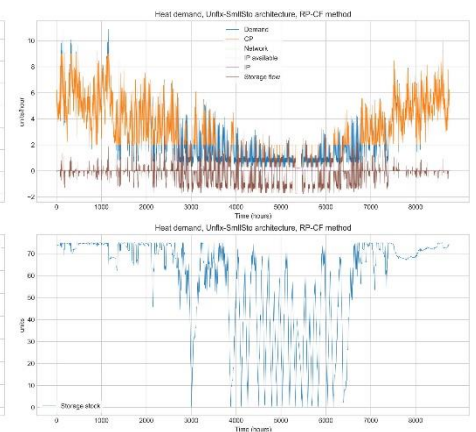 Heat demand, Unflx-SmllSto architecture, RP-CF method
Demand
CP
Network
IP available
IP
Storage flow
units/hour
10
8
6
4
2
0
−2
0 1000 2000 3000 4000 5000 6000 7000 8000
Time (hours)
Heat demand, Unflx-SmllSto architecture, RP-CF method
units
70
60
50
40
30
20
10
0
Storage stock
0 1000 2000 3000 4000 5000 6000 7000 8000
Time (hours)